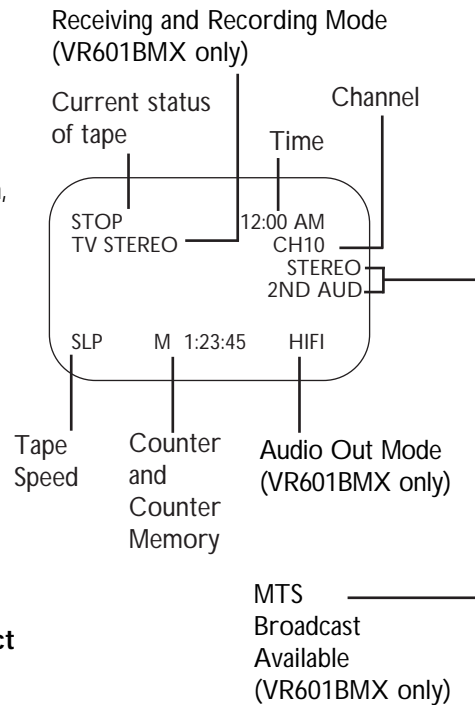 Receiving and Recording Mode
(VR601BMX only)
Current status
of tape
Channel
Time
STOP
12:00 AM
TV STEREO
CH10
STEREO
2ND AUD
SLP
M 1:23:45
HIFI
Tape
Speed
Counter
and
Counter
Memory
Audio Out Mode
(VR601BMX only)
MTS
Broadcast
Available
(VR601BMX only)